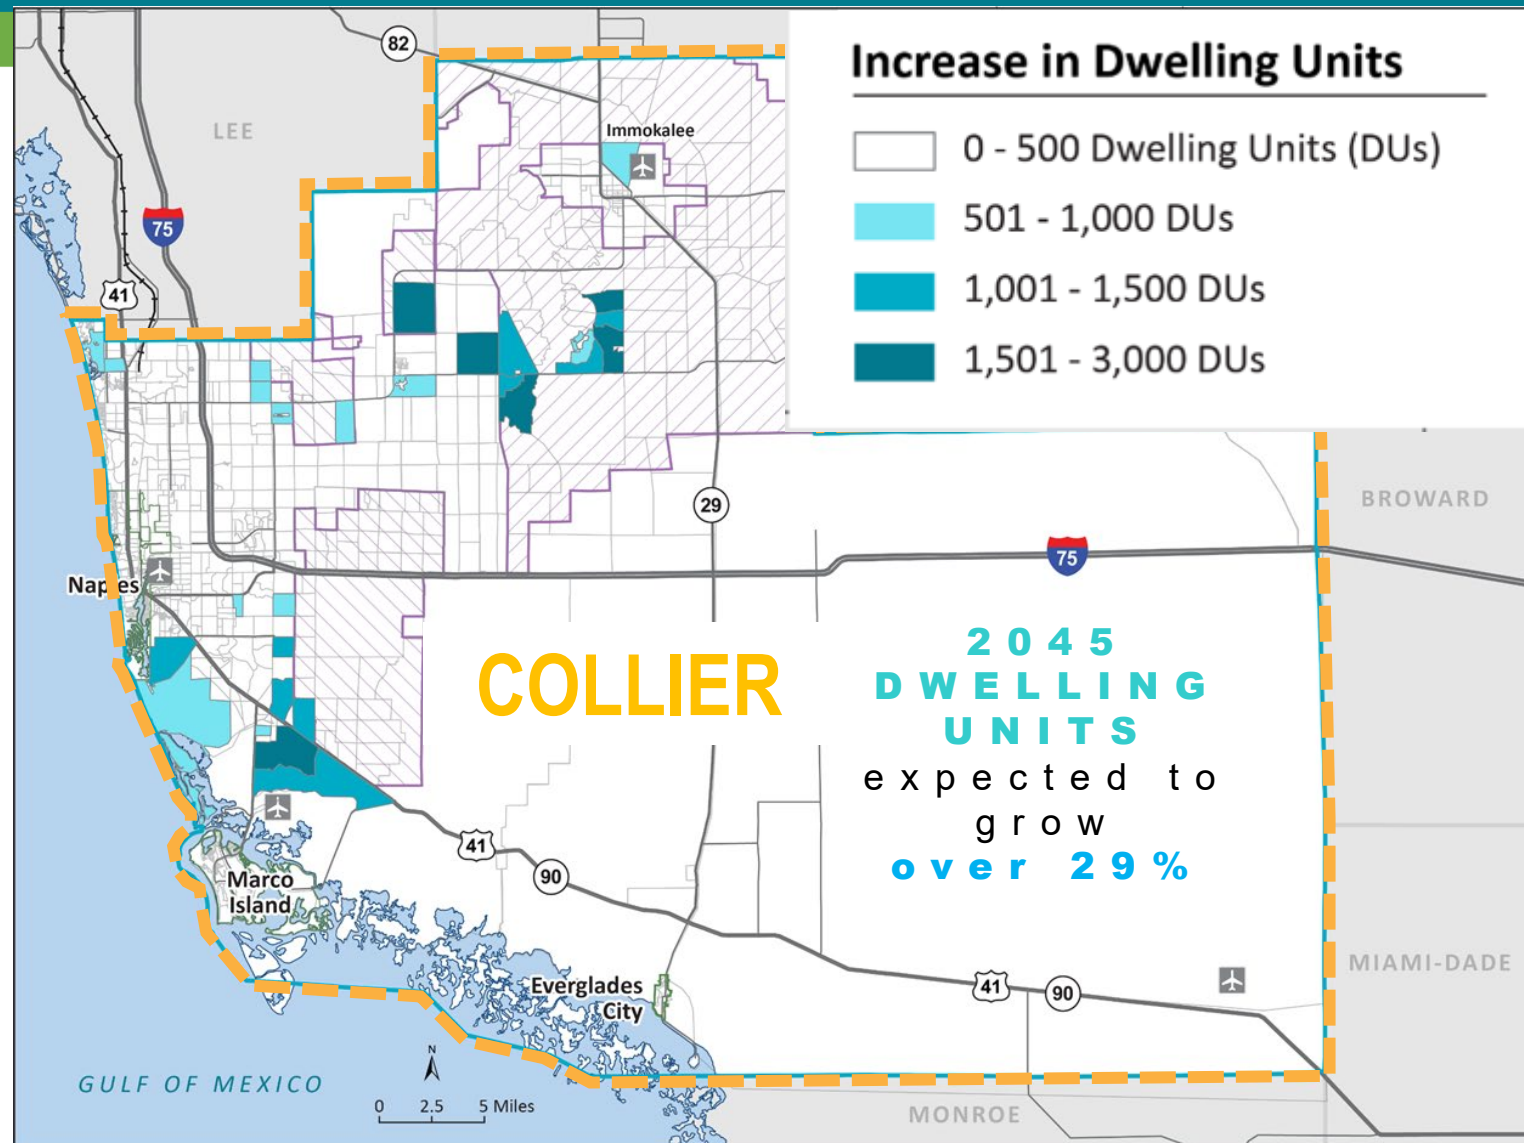 Increase in Dwelling Units
0 - 500 Dwelling Units (DUs)
501 - 1,000 DUs
1,001 - 1,500 DUs
1,501 - 3,000 DUs
82
LEE
Immokalee
75
41
29
BROWARD
75
Naples
COLLIER
2045
DWELLING
UNITS
expected to
grow
over 29%
41
90
Marco
Island
MIAMI-DADE
Everglades
City
41
90
GULF OF MEXICO
N
0 2.5 5 Miles
MONROE